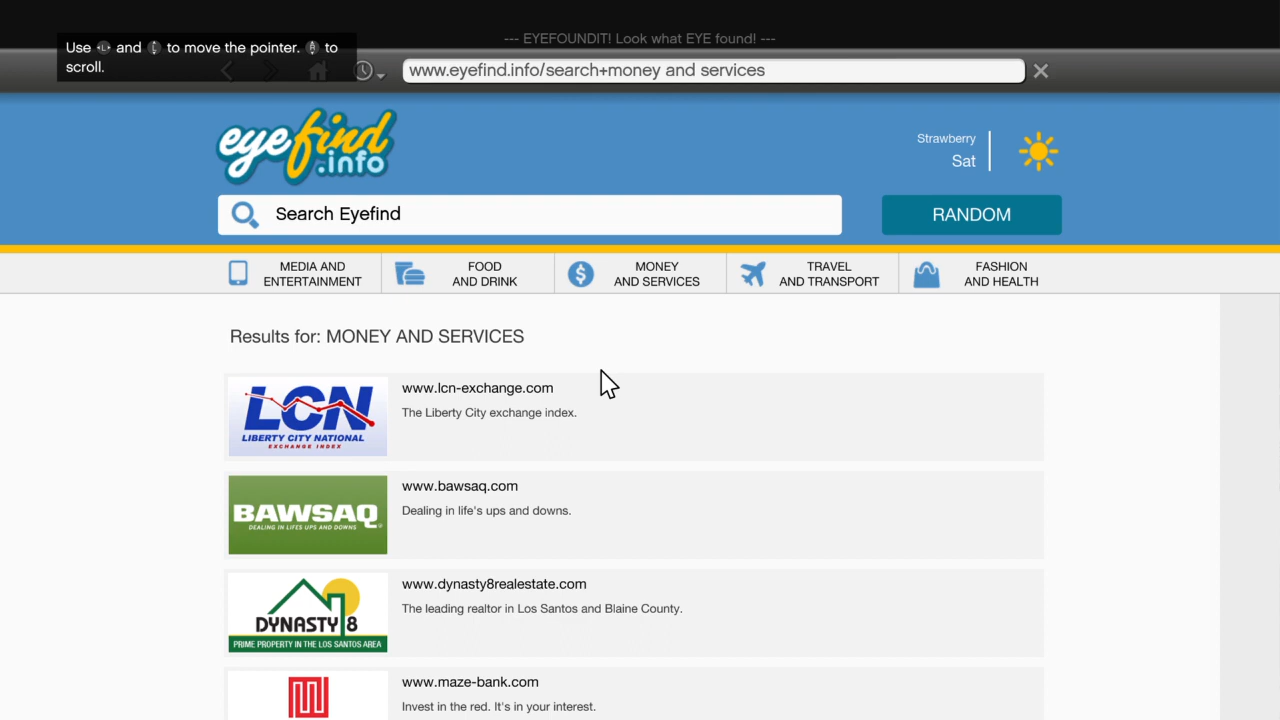 Use L and L to move the pointer. R to
scroll.
--- EYEFOUNDIT! Look what EYE found! ---
www.eyefind.info/search+money and services
eyefind
.info
Strawberry
Sat
Search Eyefind
RANDOM
MEDIA AND
ENTERTAINMENT
FOOD
AND DRINK
MONEY
AND SERVICES
TRAVEL
AND TRANSPORT
FASHION
AND HEALTH
Results for: MONEY AND SERVICES
LCN
LIBERTY CITY NATIONAL
EXCHANGE INDEX
www.lcn-exchange.com
The Liberty City exchange index.
BAWSAQ
DEALING IN LIFES UPS AND DOWNS
www.bawsaq.com
Dealing in life's ups and downs.
DYNASTY 8
PRIME PROPERTY IN THE LOS SANTOS AREA
www.dynasty8realestate.com
The leading realtor in Los Santos and Blaine County.
www.maze-bank.com
Invest in the red. It's in your interest.